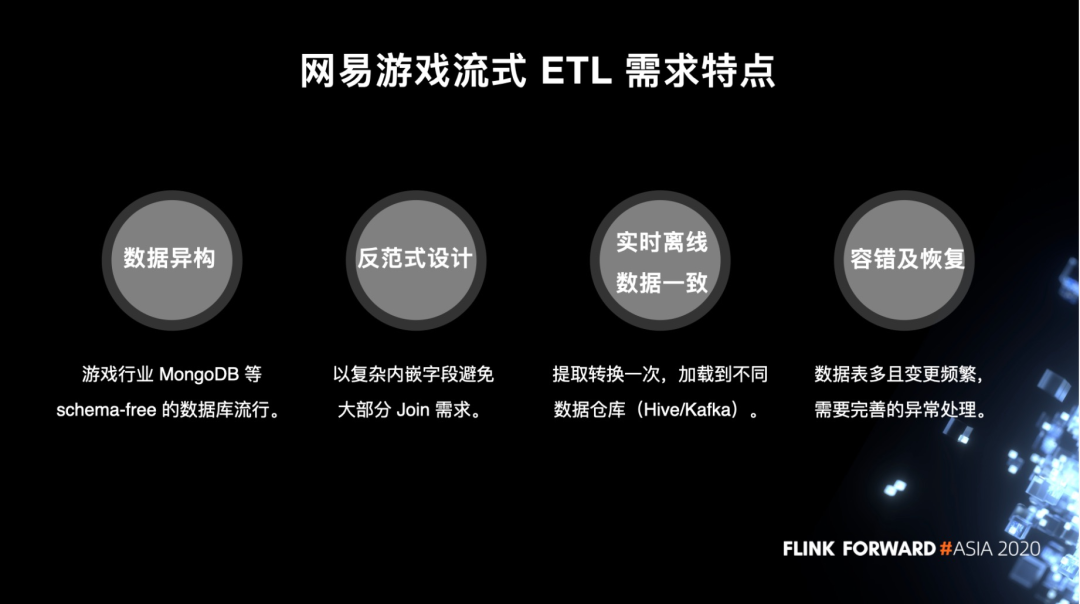 网易游戏流式 ETL 需求特点
数据异构
反范式设计
实时离线
数据一致
容错及恢复
游戏行业 MongoDB 等
schema-free 的数据库流行。
以复杂内嵌字段避免
大部分 Join 需求。
提取转换一次，加载到不同
数据仓库（Hive/Kafka）。
数据表多且变更频繁，
需要完善的异常处理。
FLINK FORWARD #ASIA 2020